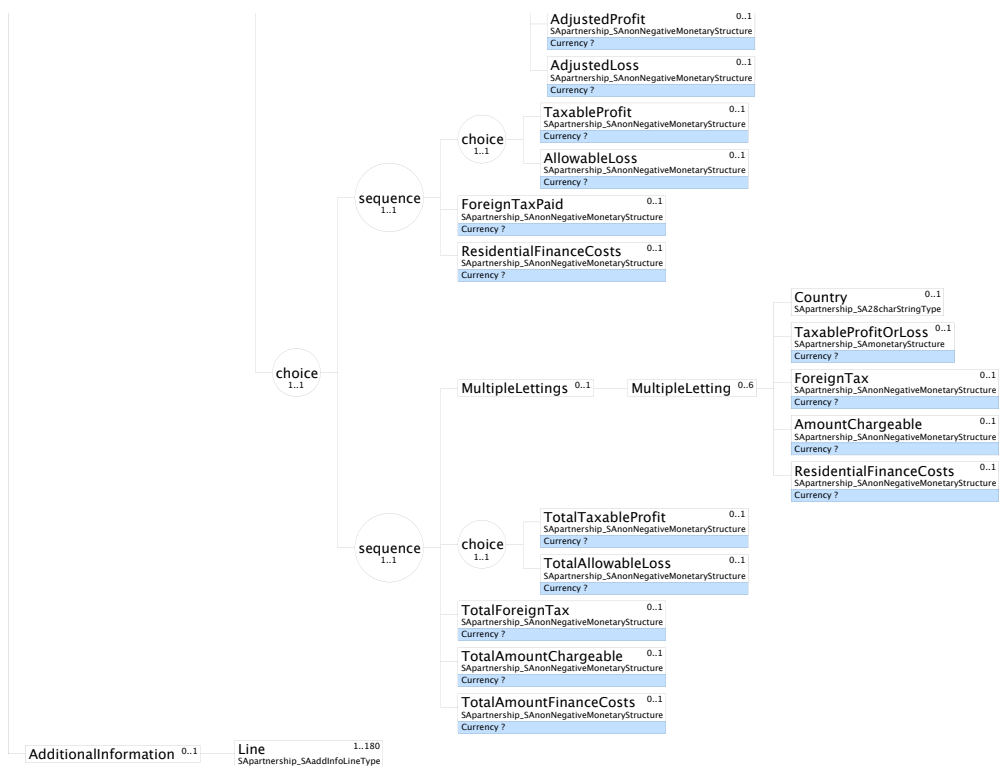 AdjustedProfit 0..1
SApartnership_SAnonNegativeMonetaryStructure
Currency ?
AdjustedLoss 0..1
SApartnership_SAnonNegativeMonetaryStructure
Currency ?
choice
1..1
TaxableProfit 0..1
SApartnership_SAnonNegativeMonetaryStructure
Currency ?
AllowableLoss 0..1
SApartnership_SAnonNegativeMonetaryStructure
Currency ?
sequence
1..1
ForeignTaxPaid 0..1
SApartnership_SAnonNegativeMonetaryStructure
Currency ?
ResidentialFinanceCosts 0..1
SApartnership_SAnonNegativeMonetaryStructure
Currency ?
choice
1..1
MultipleLettings 0..1
MultipleLetting 0..6
Country 0..1
SApartnership_SA28charStringType
TaxableProfitOrLoss 0..1
SApartnership_SAmonetaryStructure
Currency ?
ForeignTax 0..1
SApartnership_SAnonNegativeMonetaryStructure
Currency ?
AmountChargeable 0..1
SApartnership_SAnonNegativeMonetaryStructure
Currency ?
ResidentialFinanceCosts 0..1
SApartnership_SAnonNegativeMonetaryStructure
Currency ?
sequence
1..1
choice
1..1
TotalTaxableProfit 0..1
SApartnership_SAnonNegativeMonetaryStructure
Currency ?
TotalAllowableLoss 0..1
SApartnership_SAnonNegativeMonetaryStructure
Currency ?
TotalForeignTax 0..1
SApartnership_SAnonNegativeMonetaryStructure
Currency ?
TotalAmountChargeable 0..1
SApartnership_SAnonNegativeMonetaryStructure
Currency ?
TotalAmountFinanceCosts 0..1
SApartnership_SAnonNegativeMonetaryStructure
Currency ?
AdditionalInformation 0..1
Line 1..180
SApartnership_SAaddInfoLineType